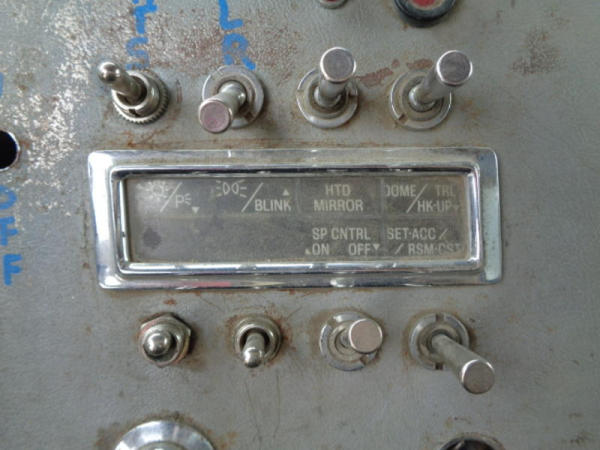 P
BLINK
HTD
MIRROR
DOME/ TRL
HK-UP
SP CNTRL
ON OFF
SET-ACC/
/ RSM-CST
OFF